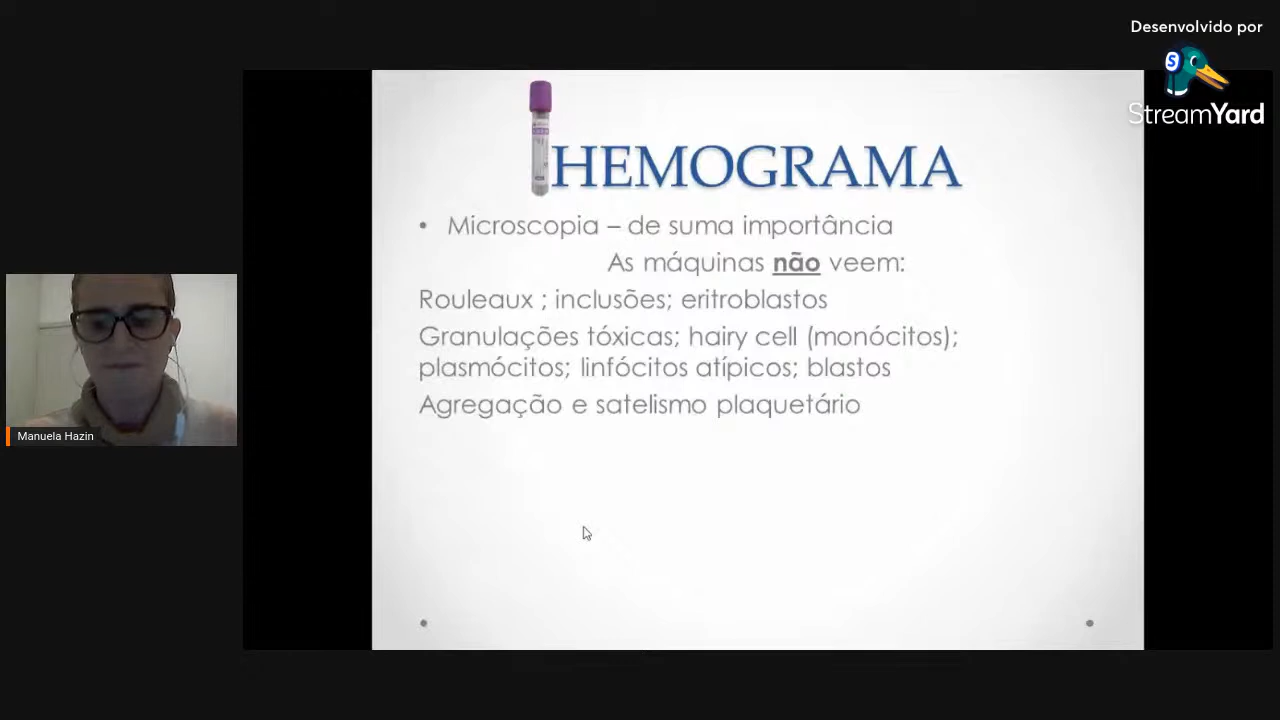 Desenvolvido por
StreamYard
HEMOGRAMA
• Microscopia – de suma importância
As máquinas não veem:
Rouleaux ; inclusões; eritroblastos
Granulações tóxicas; hairy cell (monócitos);
plasmócitos; linfócitos atípicos; blastos
Agregação e satelismo plaquetário
Manuela Hazin